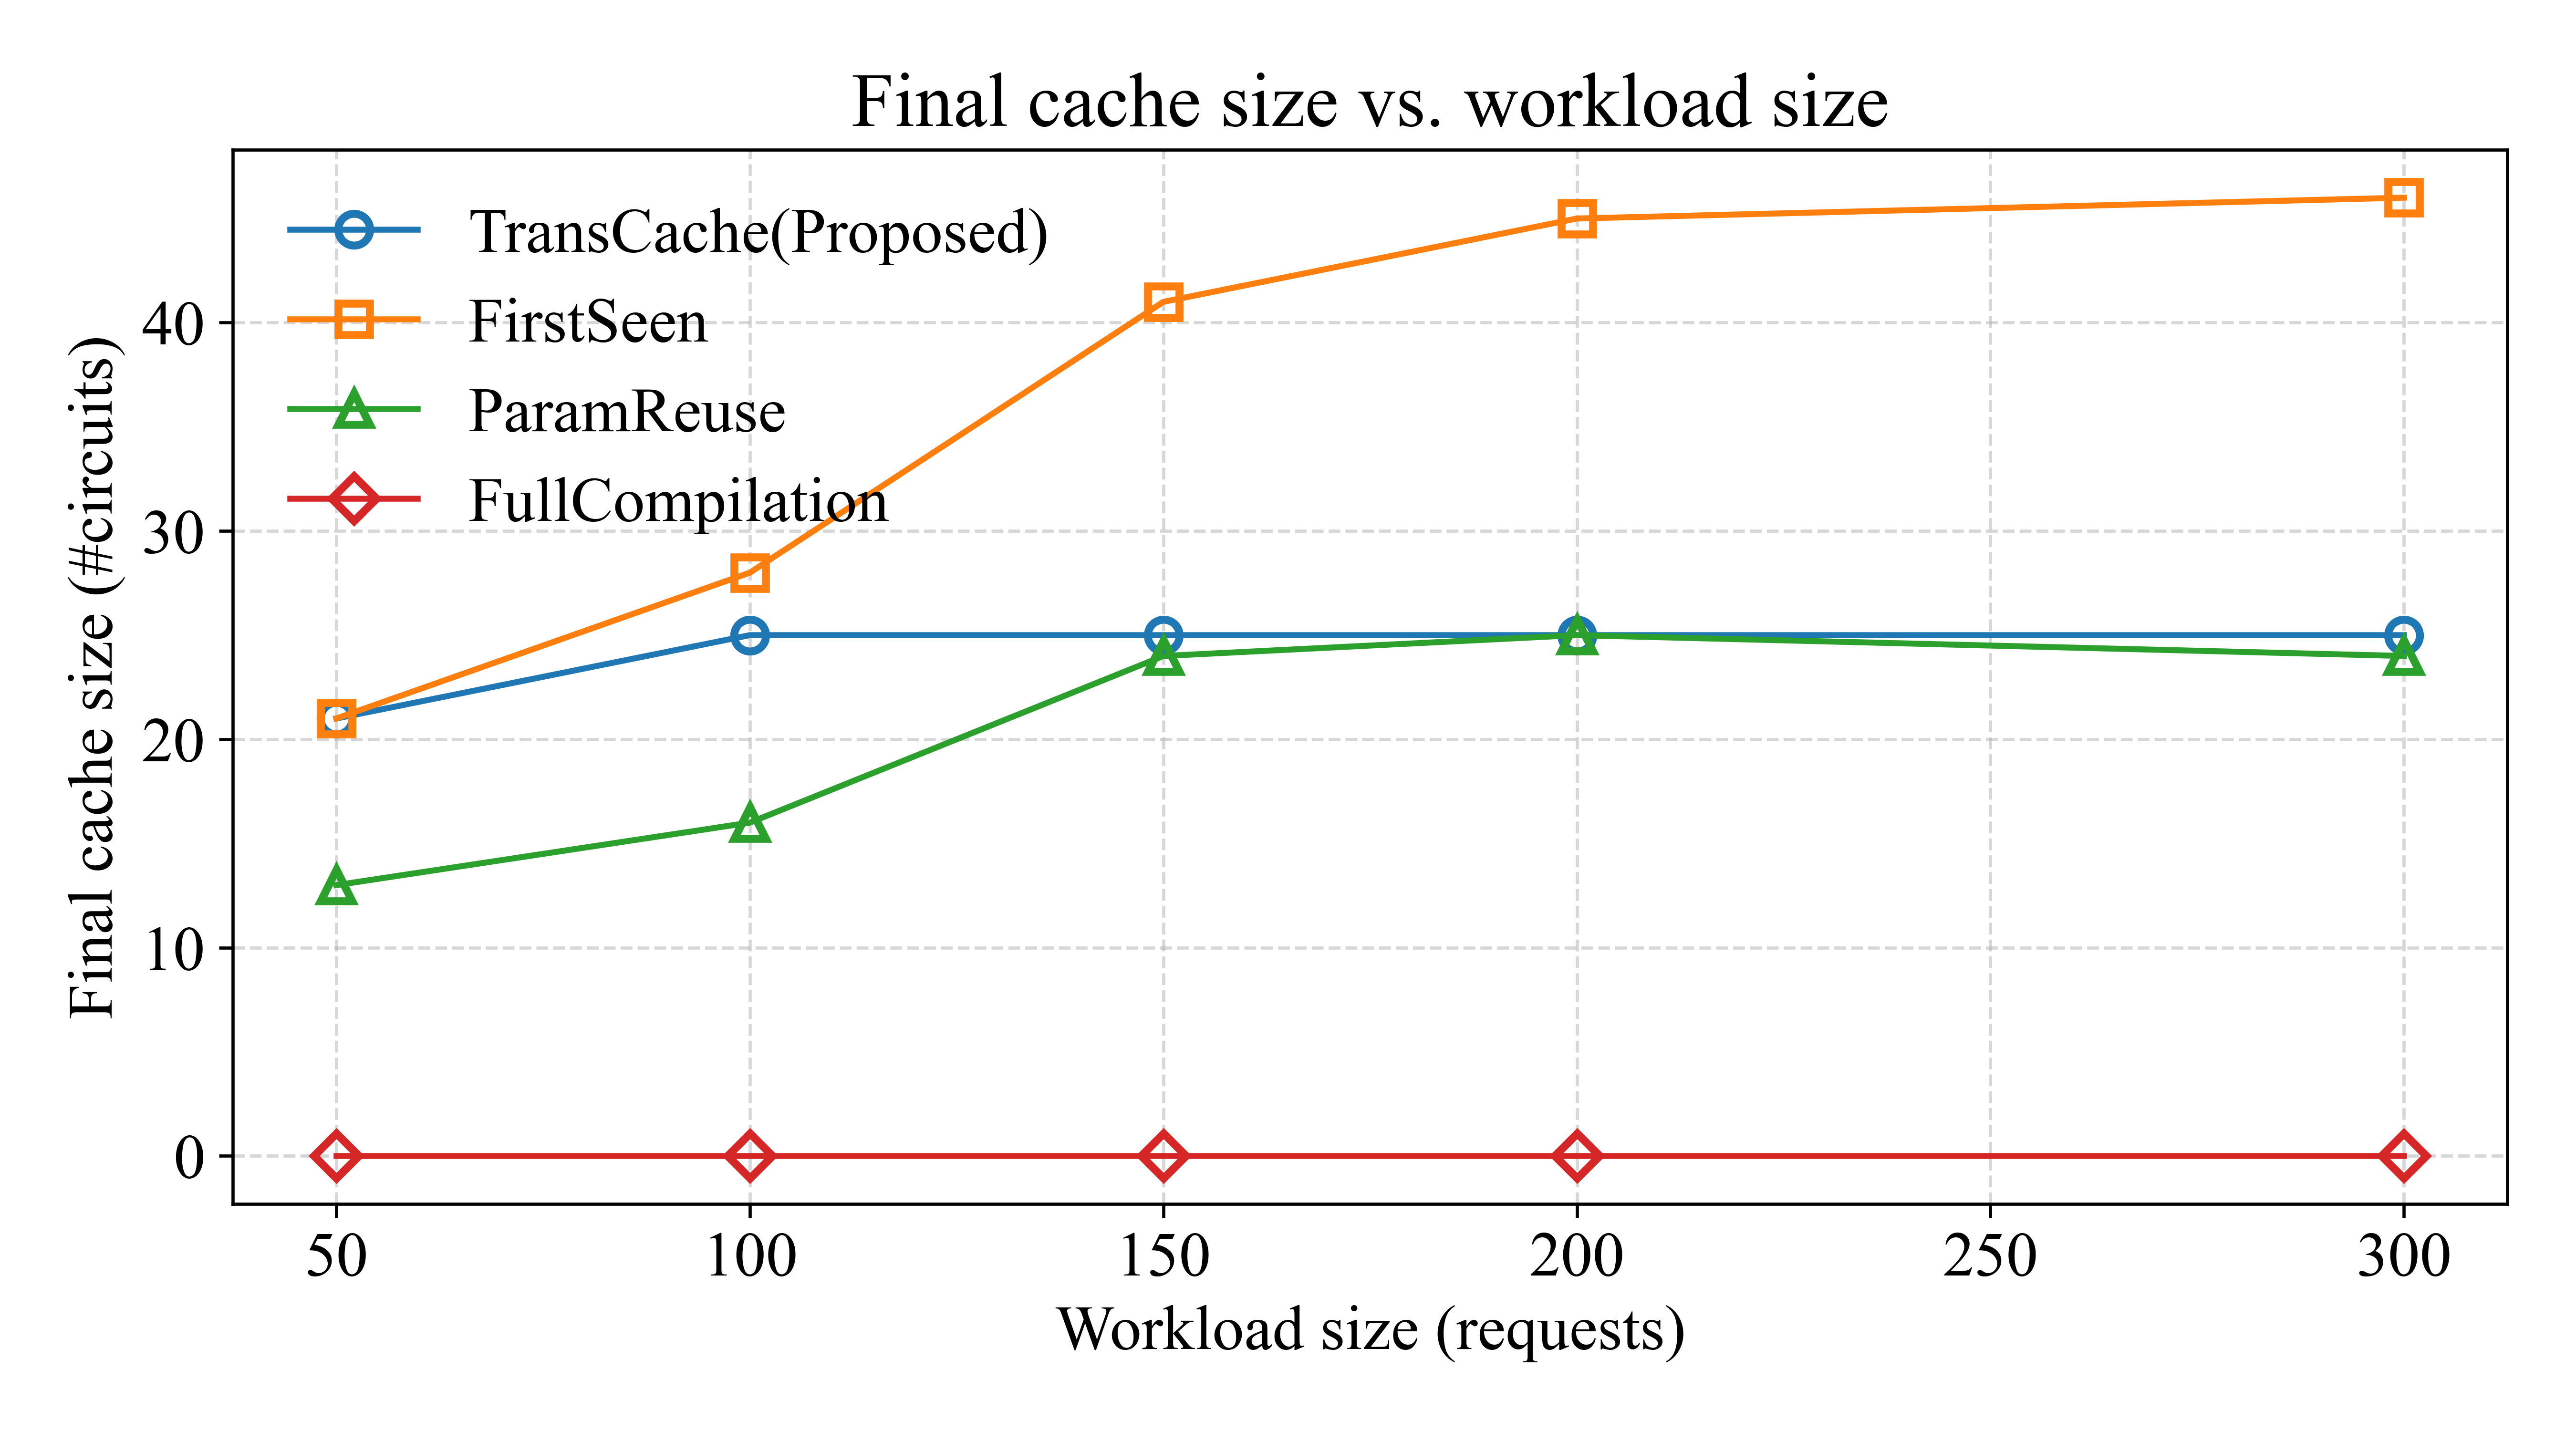 Final cache size vs. workload size
TransCache(Proposed)
FirstSeen
ParamReuse
FullCompilation
Final cache size (#circuits)
40
30
20
10
0
50 100 150 200 250 300
Workload size (requests)